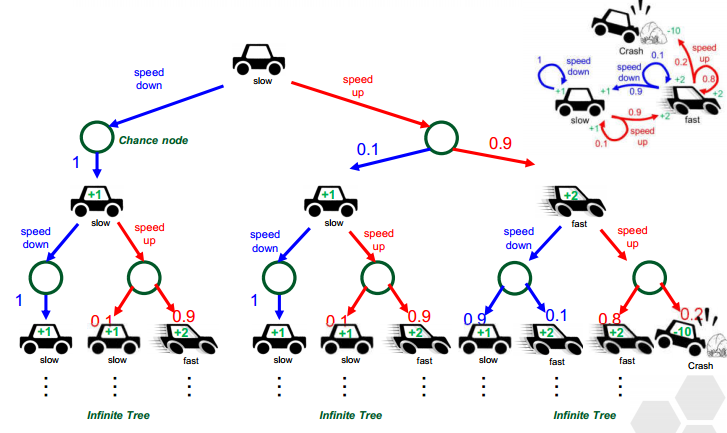 -10
Crash
speed
up
0.1
0.2
1
speed
down
speed
down
+2
0.8
+1
+1
0.9
+2
slow
0.9
+2
fast
+1
speed
up
0.1
slow
speed
down
speed
up
Chance node
1
0.1
0.9
+1
slow
+1
slow
+2
fast
speed
down
speed
up
speed
down
speed
up
speed
down
speed
up
1
0.1
0.9
1
0.1
0.9
0.9
0.1
0.8
0.2
+1
slow
+1
slow
+2
fast
+1
slow
+1
slow
+2
fast
+1
slow
+2
fast
+2
fast
-10
Crash
Infinite Tree
Infinite Tree
Infinite Tree